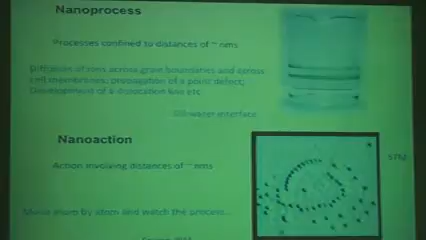 Nanoprocess
Processes confined to distances of ~ nms
Diffusion of ions across grain boundaries and across
cell membranes; propagation of a point defect;
Development of a dislocation loop etc
Oil-water interface
Nanoaction
Action involving distances of ~ nms
STM
Move atom by atom and watch the process...